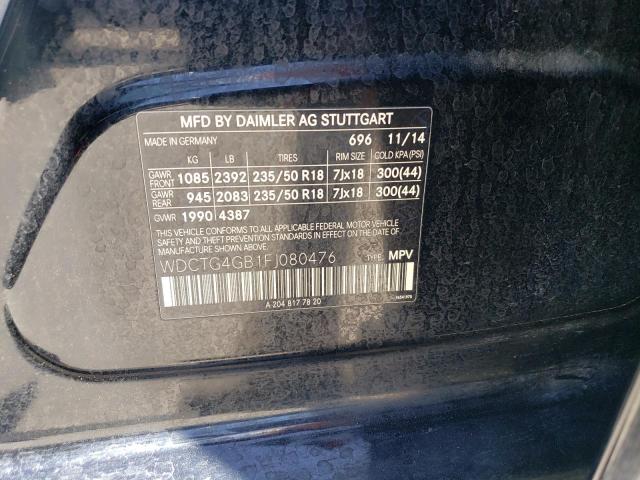 MFD BY DAIMLER AG STUTTGART
MADE IN GERMANY 696 11/14
KG LB TIRES RIM SIZE COLD KPA (PSI)
GAWR FRONT 1085 2392 235/50 R18 7Jx18 300(44)
GAWR REAR 945 2083 235/50 R18 7Jx18 300(44)
GVWR 1990 4387
THIS VEHICLE CONFORMS TO ALL APPLICABLE FEDERAL MOTOR VEHICLE
SAFETY BUMPER, AND THEFT PREVENTION STANDARDS IN
EFFECT ON THE DATE OF MANUFACTURE SHOWN ABOVE.
WDCTG4GB1FJ080476 TYPE: MPV
A 204 817 78 20